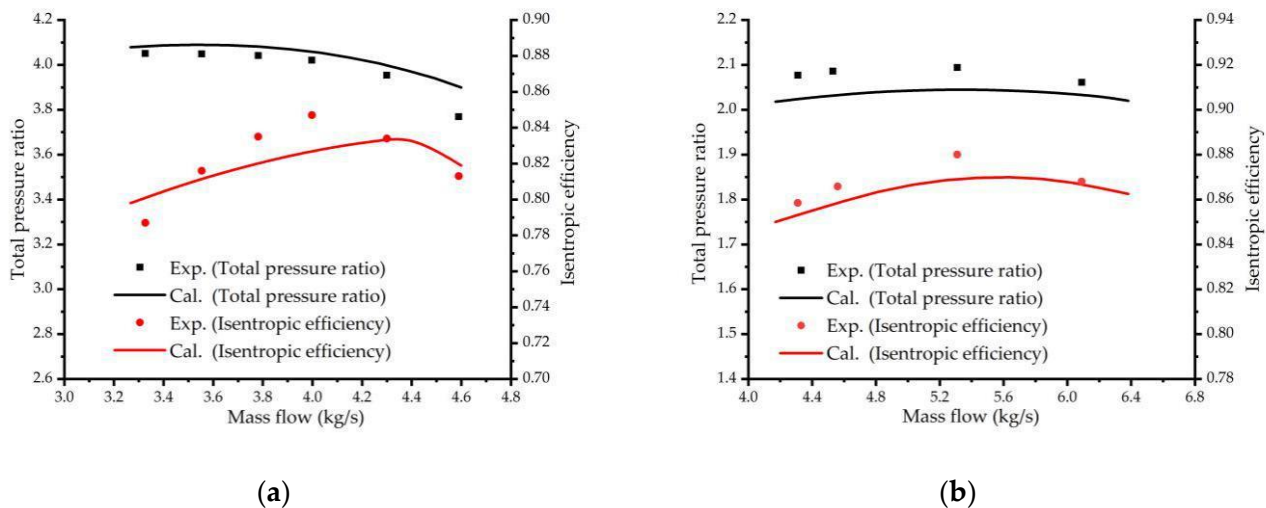 Total pressure ratio
4.2
4.0
3.8
3.6
3.4
3.2
3.0
2.8
2.6
Exp. (Total pressure ratio)
Cal. (Total pressure ratio)
Exp. (Isentropic efficiency)
Cal. (Isentropic efficiency)
3.0 3.2 3.4 3.6 3.8 4.0 4.2 4.4 4.6 4.8
Mass flow (kg/s)
0.90
0.88
0.86
0.84
0.82
0.80
0.78
0.76
0.74
0.72
0.70
Isentropic efficiency
(a)
Total pressure ratio
2.2
2.1
2.0
1.9
1.8
1.7
1.6
1.5
1.4
Exp. (Total pressure ratio)
Cal. (Total pressure ratio)
Exp. (Isentropic efficiency)
Cal. (Isentropic efficiency)
4.0 4.4 4.8 5.2 5.6 6.0 6.4 6.8
Mass flow (kg/s)
0.94
0.92
0.90
0.88
0.86
0.84
0.82
0.80
0.78
Isentropic efficiency
(b)